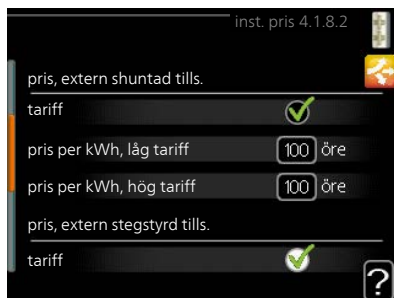 inst. pris 4.1.8.2
pris, extern shuntad tills.
tariff
pris per kWh, låg tariff 100 öre
pris per kWh, hög tariff 100 öre
pris, extern stegstyrd tills.
tariff
?